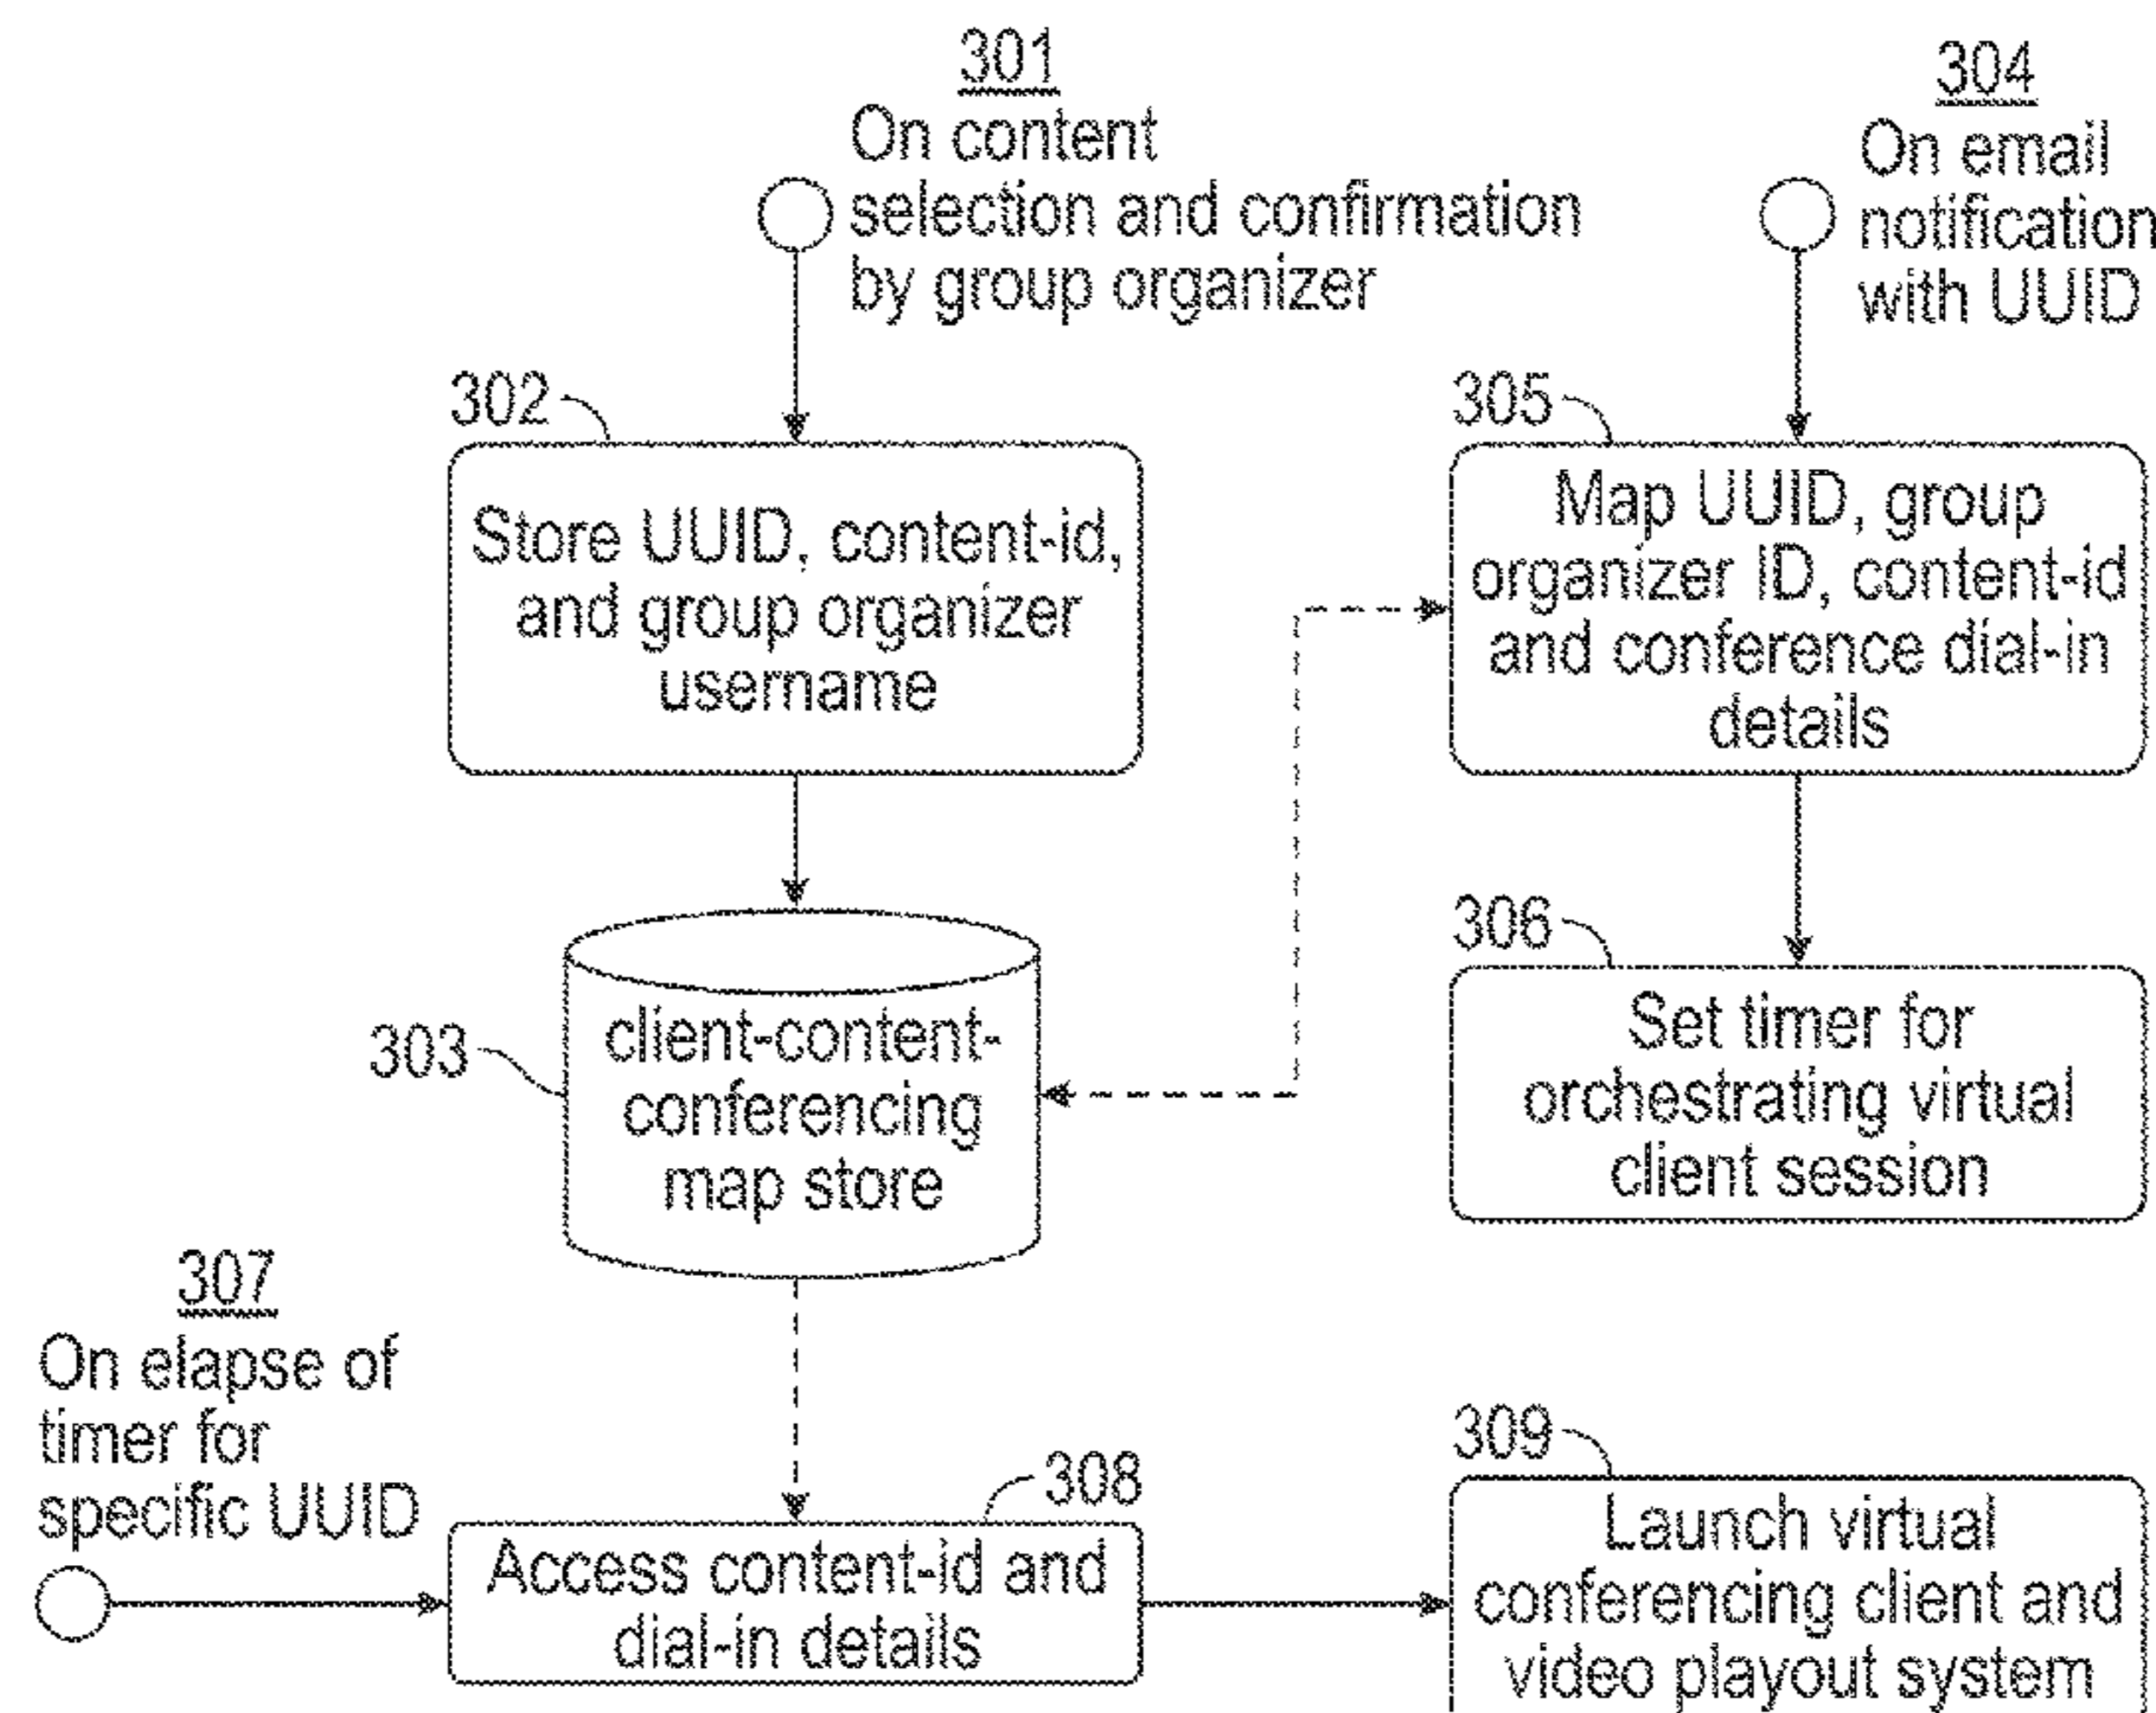 301
On content
selection and confirmation
by group organizer
304
On email
notification
with UUID
302
Store UUID, content-id,
and group organizer
username
305
Map UUID, group
organizer ID, content-id
and conference dial-in
details
303
client-content-
conferencing
map store
306
Set timer for
orchestrating virtual
client session
307
On elapse of
timer for
specific UUID
308
Access content-id and
dial-in details
309
Launch virtual
conferencing client and
video playout system